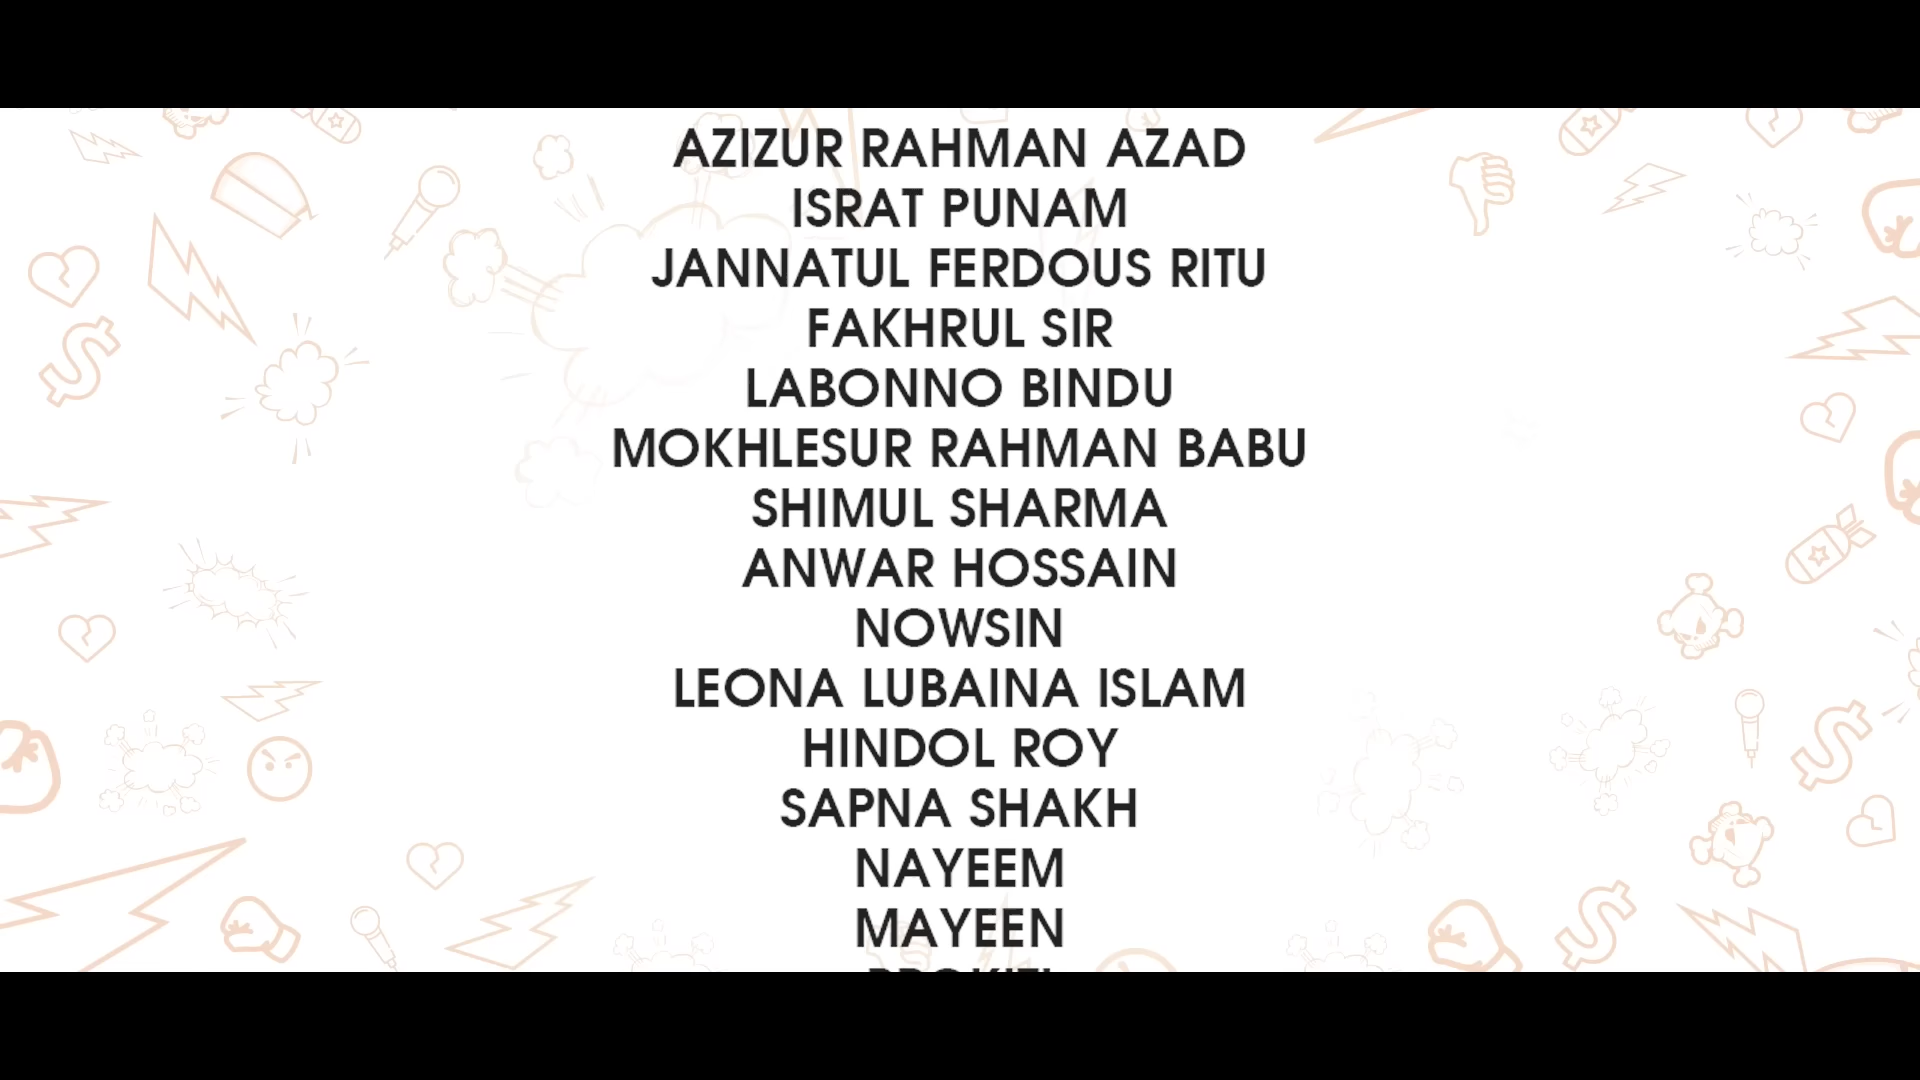 AZIZUR RAHMAN AZAD
ISRAT PUNAM
JANNATUL FERDOUS RITU
FAKHRUL SIR
LABONNO BINDU
MOKHLESUR RAHMAN BABU
SHIMUL SHARMA
ANWAR HOSSAIN
NOWSIN
LEONA LUBAINA ISLAM
HINDOL ROY
SAPNA SHAKH
NAYEEM
MAYEEN